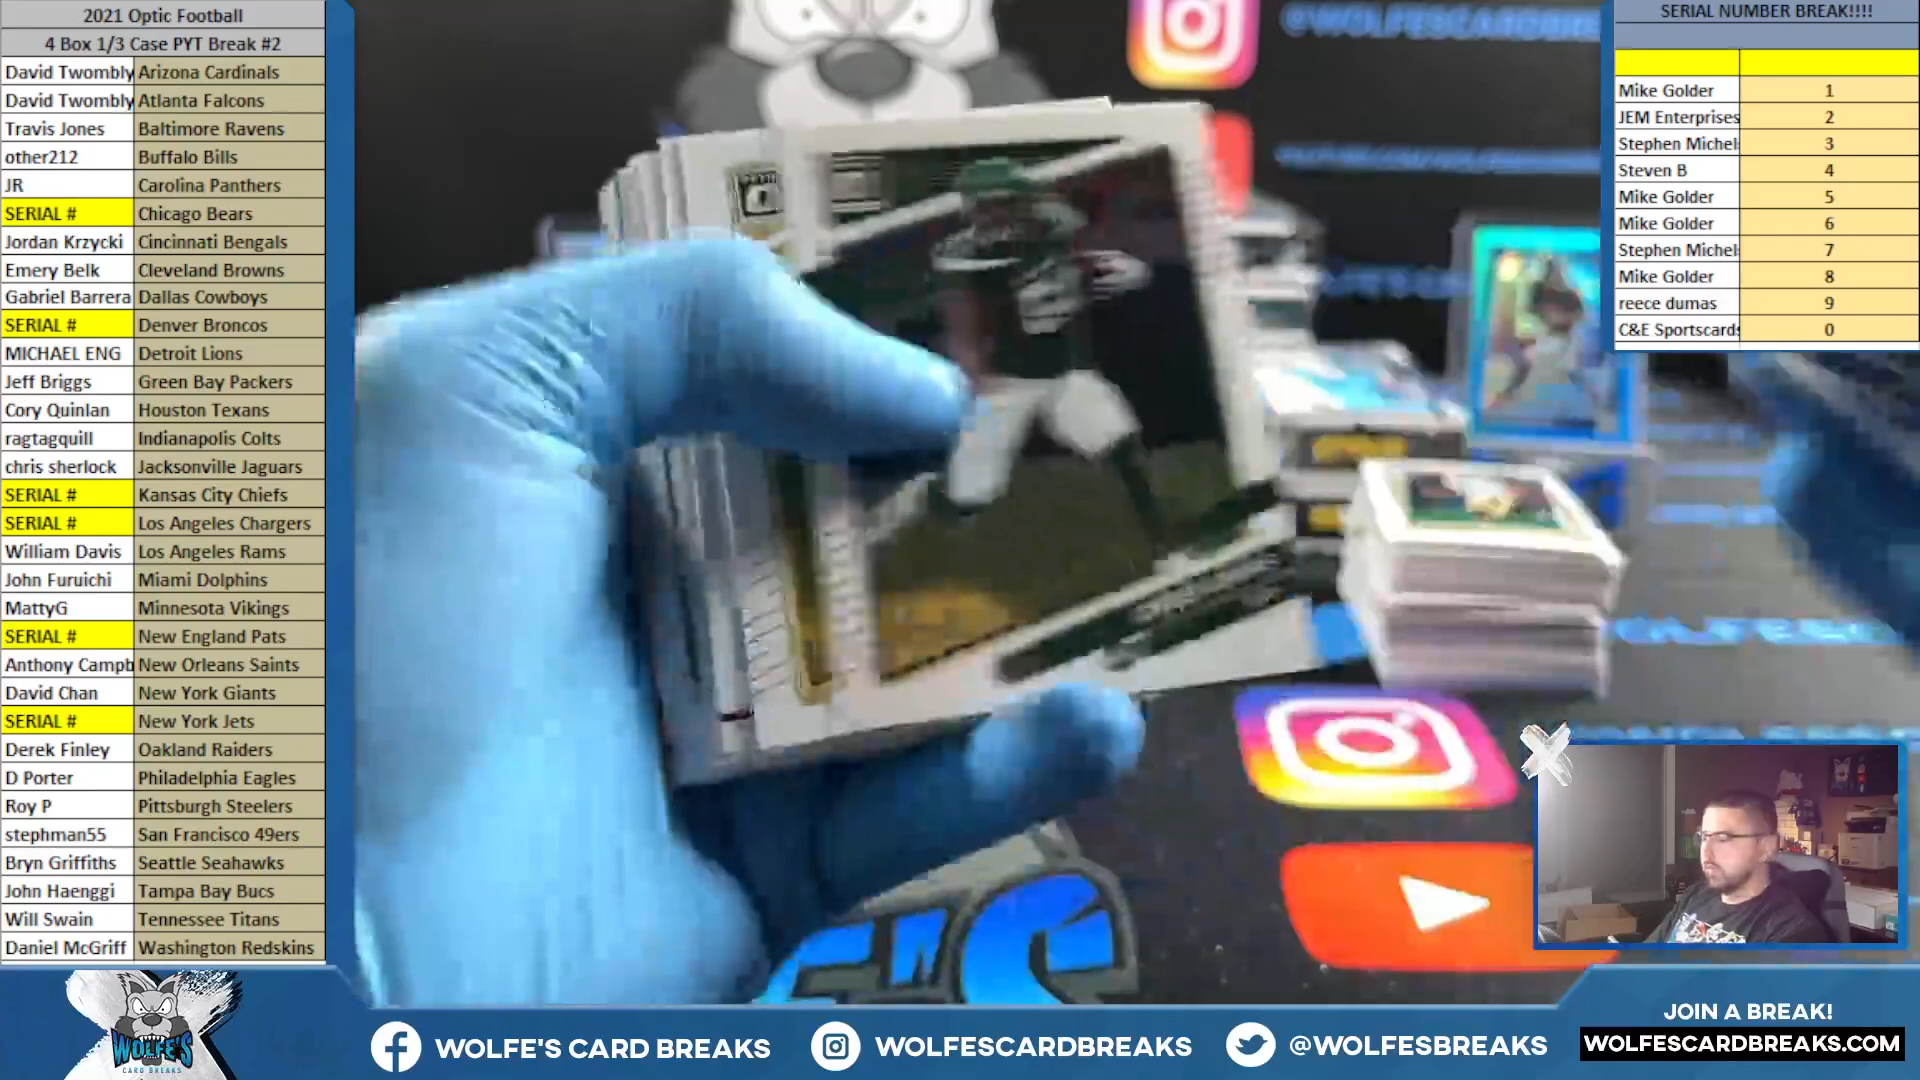 2021 Optic Football
4 Box 1/3 Case PYT Break #2
David Twombly Arizona Cardinals
David Twombly Atlanta Falcons
Travis Jones Baltimore Ravens
other212 Buffalo Bills
JR Carolina Panthers
SERIAL # Chicago Bears
Jordan Krzycki Cincinnati Bengals
Emery Belk Cleveland Browns
Gabriel Barrera Dallas Cowboys
SERIAL # Denver Broncos
MICHAEL ENG Detroit Lions
Jeff Briggs Green Bay Packers
Cory Quinlan Houston Texans
ragtagquill Indianapolis Colts
chris sherlock Jacksonville Jaguars
SERIAL # Kansas City Chiefs
SERIAL # Los Angeles Chargers
William Davis Los Angeles Rams
John Furuichi Miami Dolphins
MattyG Minnesota Vikings
SERIAL # New England Pats
Anthony Campb New Orleans Saints
David Chan New York Giants
SERIAL # New York Jets
Derek Finley Oakland Raiders
D Porter Philadelphia Eagles
Roy P Pittsburgh Steelers
stephman55 San Francisco 49ers
Bryn Griffiths Seattle Seahawks
John Haenggi Tampa Bay Bucs
Will Swain Tennessee Titans
Daniel McGriff Washington Redskins
@WOLFESCARDBRE
SERIAL NUMBER BREAK!!!!
Mike Golder 1
JEM Enterprises 2
Stephen Michel 3
Steven B 4
Mike Golder 5
Mike Golder 6
Stephen Michel 7
Mike Golder 8
reece dumas 9
C&E Sportscards 0
WOLFE'S
CARD BREAKS
WOLFE'S CARD BREAKS
WOLFESCARDBREAKS
@WOLFESBREAKS
JOIN A BREAK!
WOLFESCARDBREAKS.COM